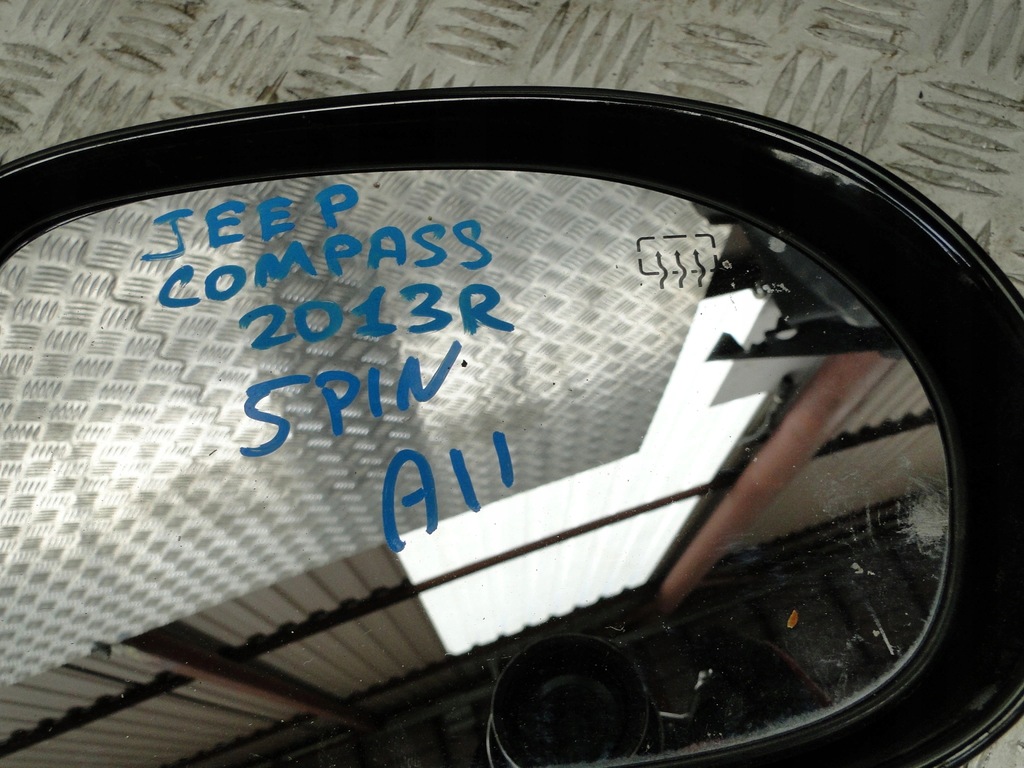 JEEP
COMPASS
2013R
5PIN
A11